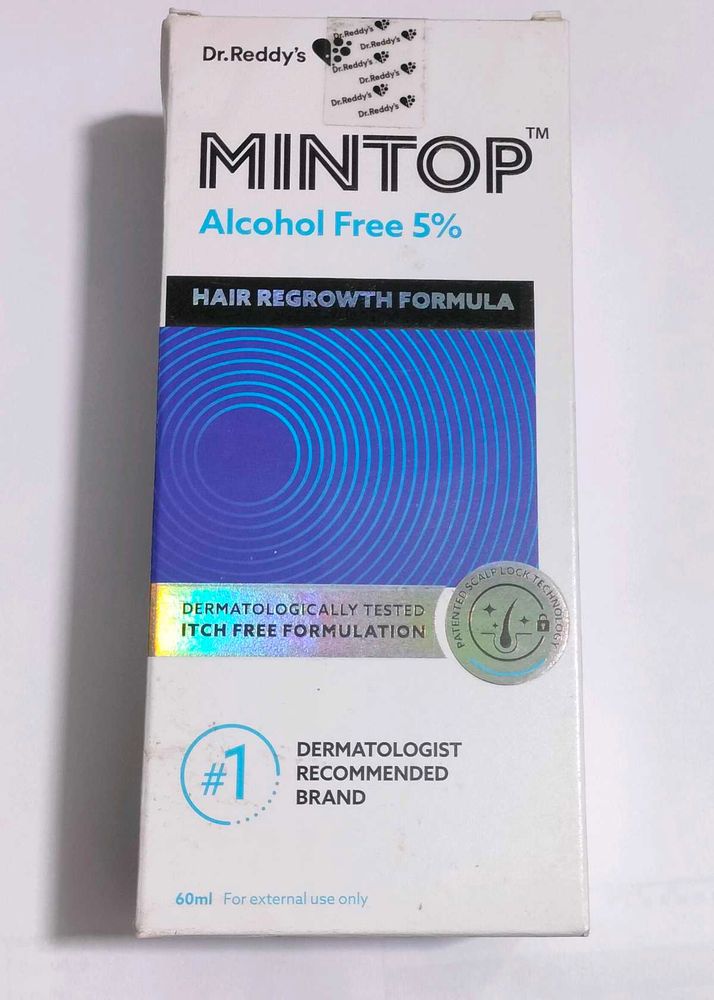 Dr.Reddy's
Dr.Reddy's
Dr.Reddy's
Dr.Reddy's
Dr.Reddy's
Dr.Reddy's
Dr.Reddy's
MINTOP™
Alcohol Free 5%
HAIR REGROWTH FORMULA
DERMATOLOGICALLY TESTED
ITCH FREE FORMULATION
PATENTED SCALP LOCK TECHNOLOGY
#1
DERMATOLOGIST
RECOMMENDED
BRAND
60ml For external use only